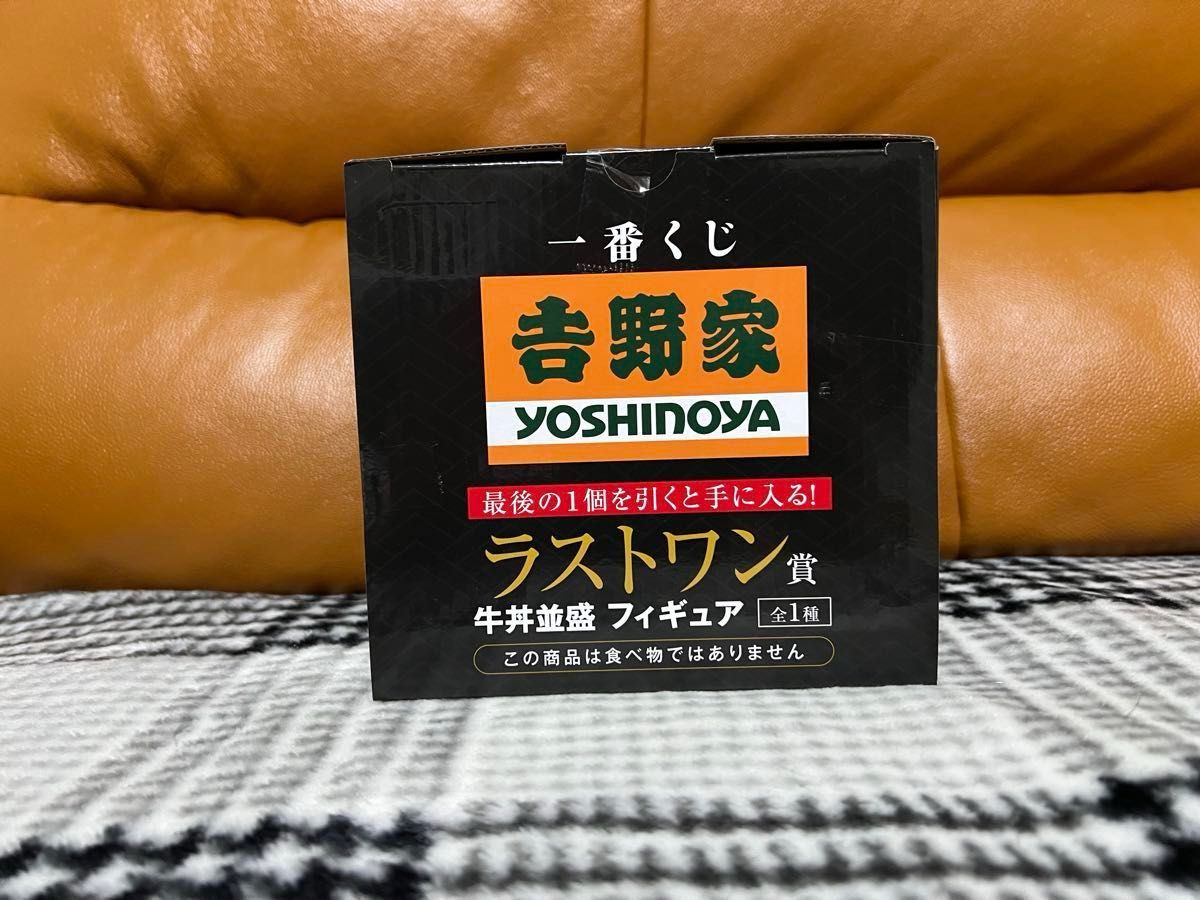 一番くじ
吉野家
YOSHINOYA
最後の1個を引くと手に入る!
ラストワン賞
牛丼並盛 フィギュア 全1種
この商品は食べ物ではありません